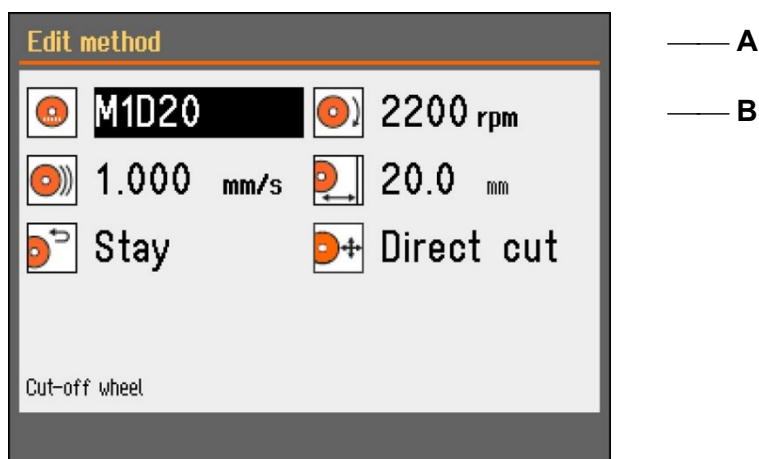 Edit method
A
M1D20 2200 rpm
B
1.000 mm/s 20.0 mm
Stay Direct cut
Cut-off wheel